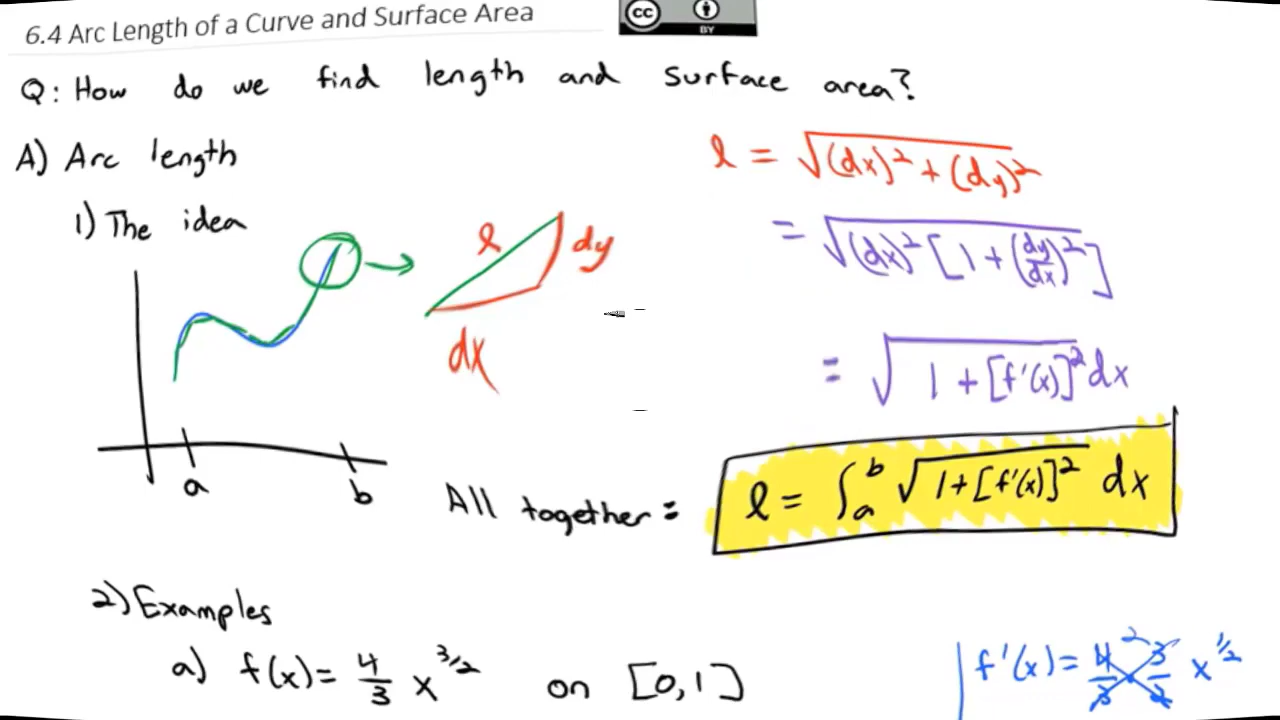 6.4 Arc Length of a Curve and Surface Area
cc BY
Q: How do we find length and surface area?
A) Arc length
l = √(dx)² + (dy)²
1) The idea
= √(dx)² [1 + (dy/dx)²]
l
dy
dx
= √1 + [f'(x)]² dx
a
b
All together: l = ∫ₐᵇ √1+[f'(x)]² dx
2) Examples
a) f(x) = 4/3 x^3/2 on [0,1]
f'(x) = 4/3 2 3/2 x^1/2